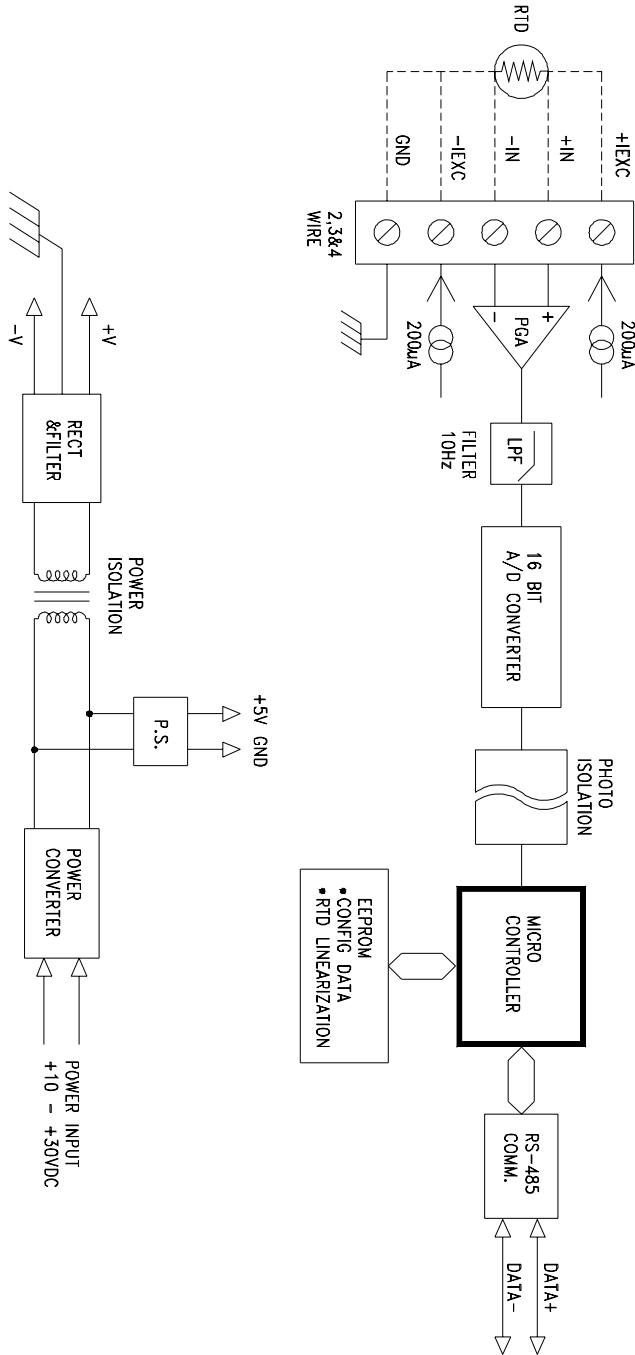 RTD
+IEXC
+IN
-IN
-IEXC
GND
2,3&4
WIRE
200uA
+
PGA
-
200uA
LPF
FILTER
10Hz
16 BIT
A/D CONVERTER
PHOTO
ISOLATION
MICRO
CONTROLLER
EEPROM
• CONFIG DATA
• RTD LINEARIZATION
RS-485
COMM.
DATA+
DATA-
+V
-V
RECT
&FILTER
POWER
ISOLATION
+5V GND
P.S.
POWER
CONVERTER
POWER INPUT
+10 - +30VDC